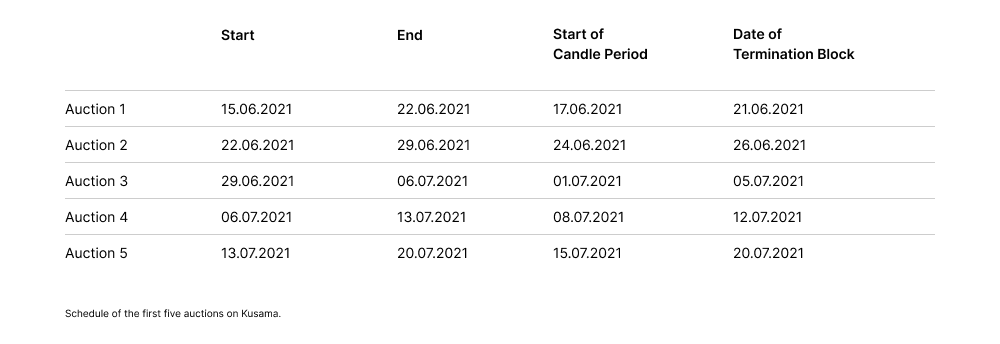 Start End Start of Candle Period Date of Termination Block
Auction 1 15.06.2021 22.06.2021 17.06.2021 21.06.2021
Auction 2 22.06.2021 29.06.2021 24.06.2021 26.06.2021
Auction 3 29.06.2021 06.07.2021 01.07.2021 05.07.2021
Auction 4 06.07.2021 13.07.2021 08.07.2021 12.07.2021
Auction 5 13.07.2021 20.07.2021 15.07.2021 20.07.2021
Schedule of the first five auctions on Kusama.